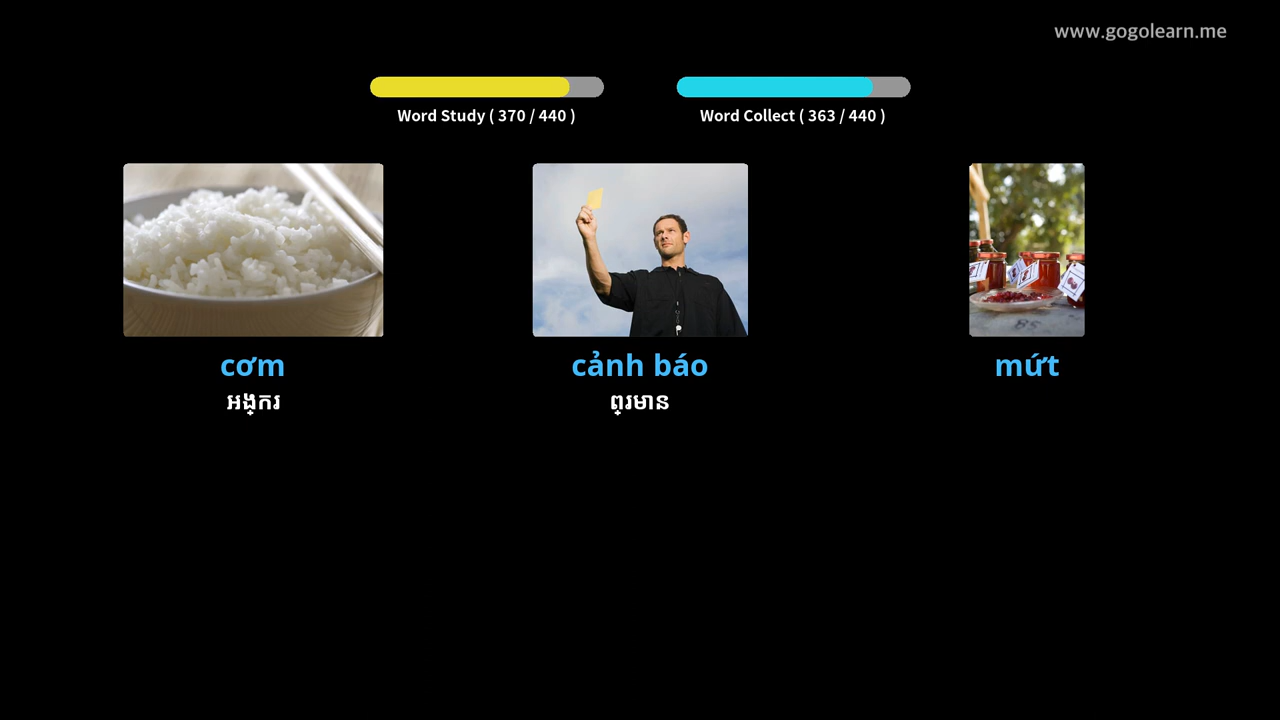 www.gogolearn.me
Word Study ( 370 / 440 )
Word Collect ( 363 / 440 )
cơm
cảnh báo
mứt
អង្ករ
ព្រមាន